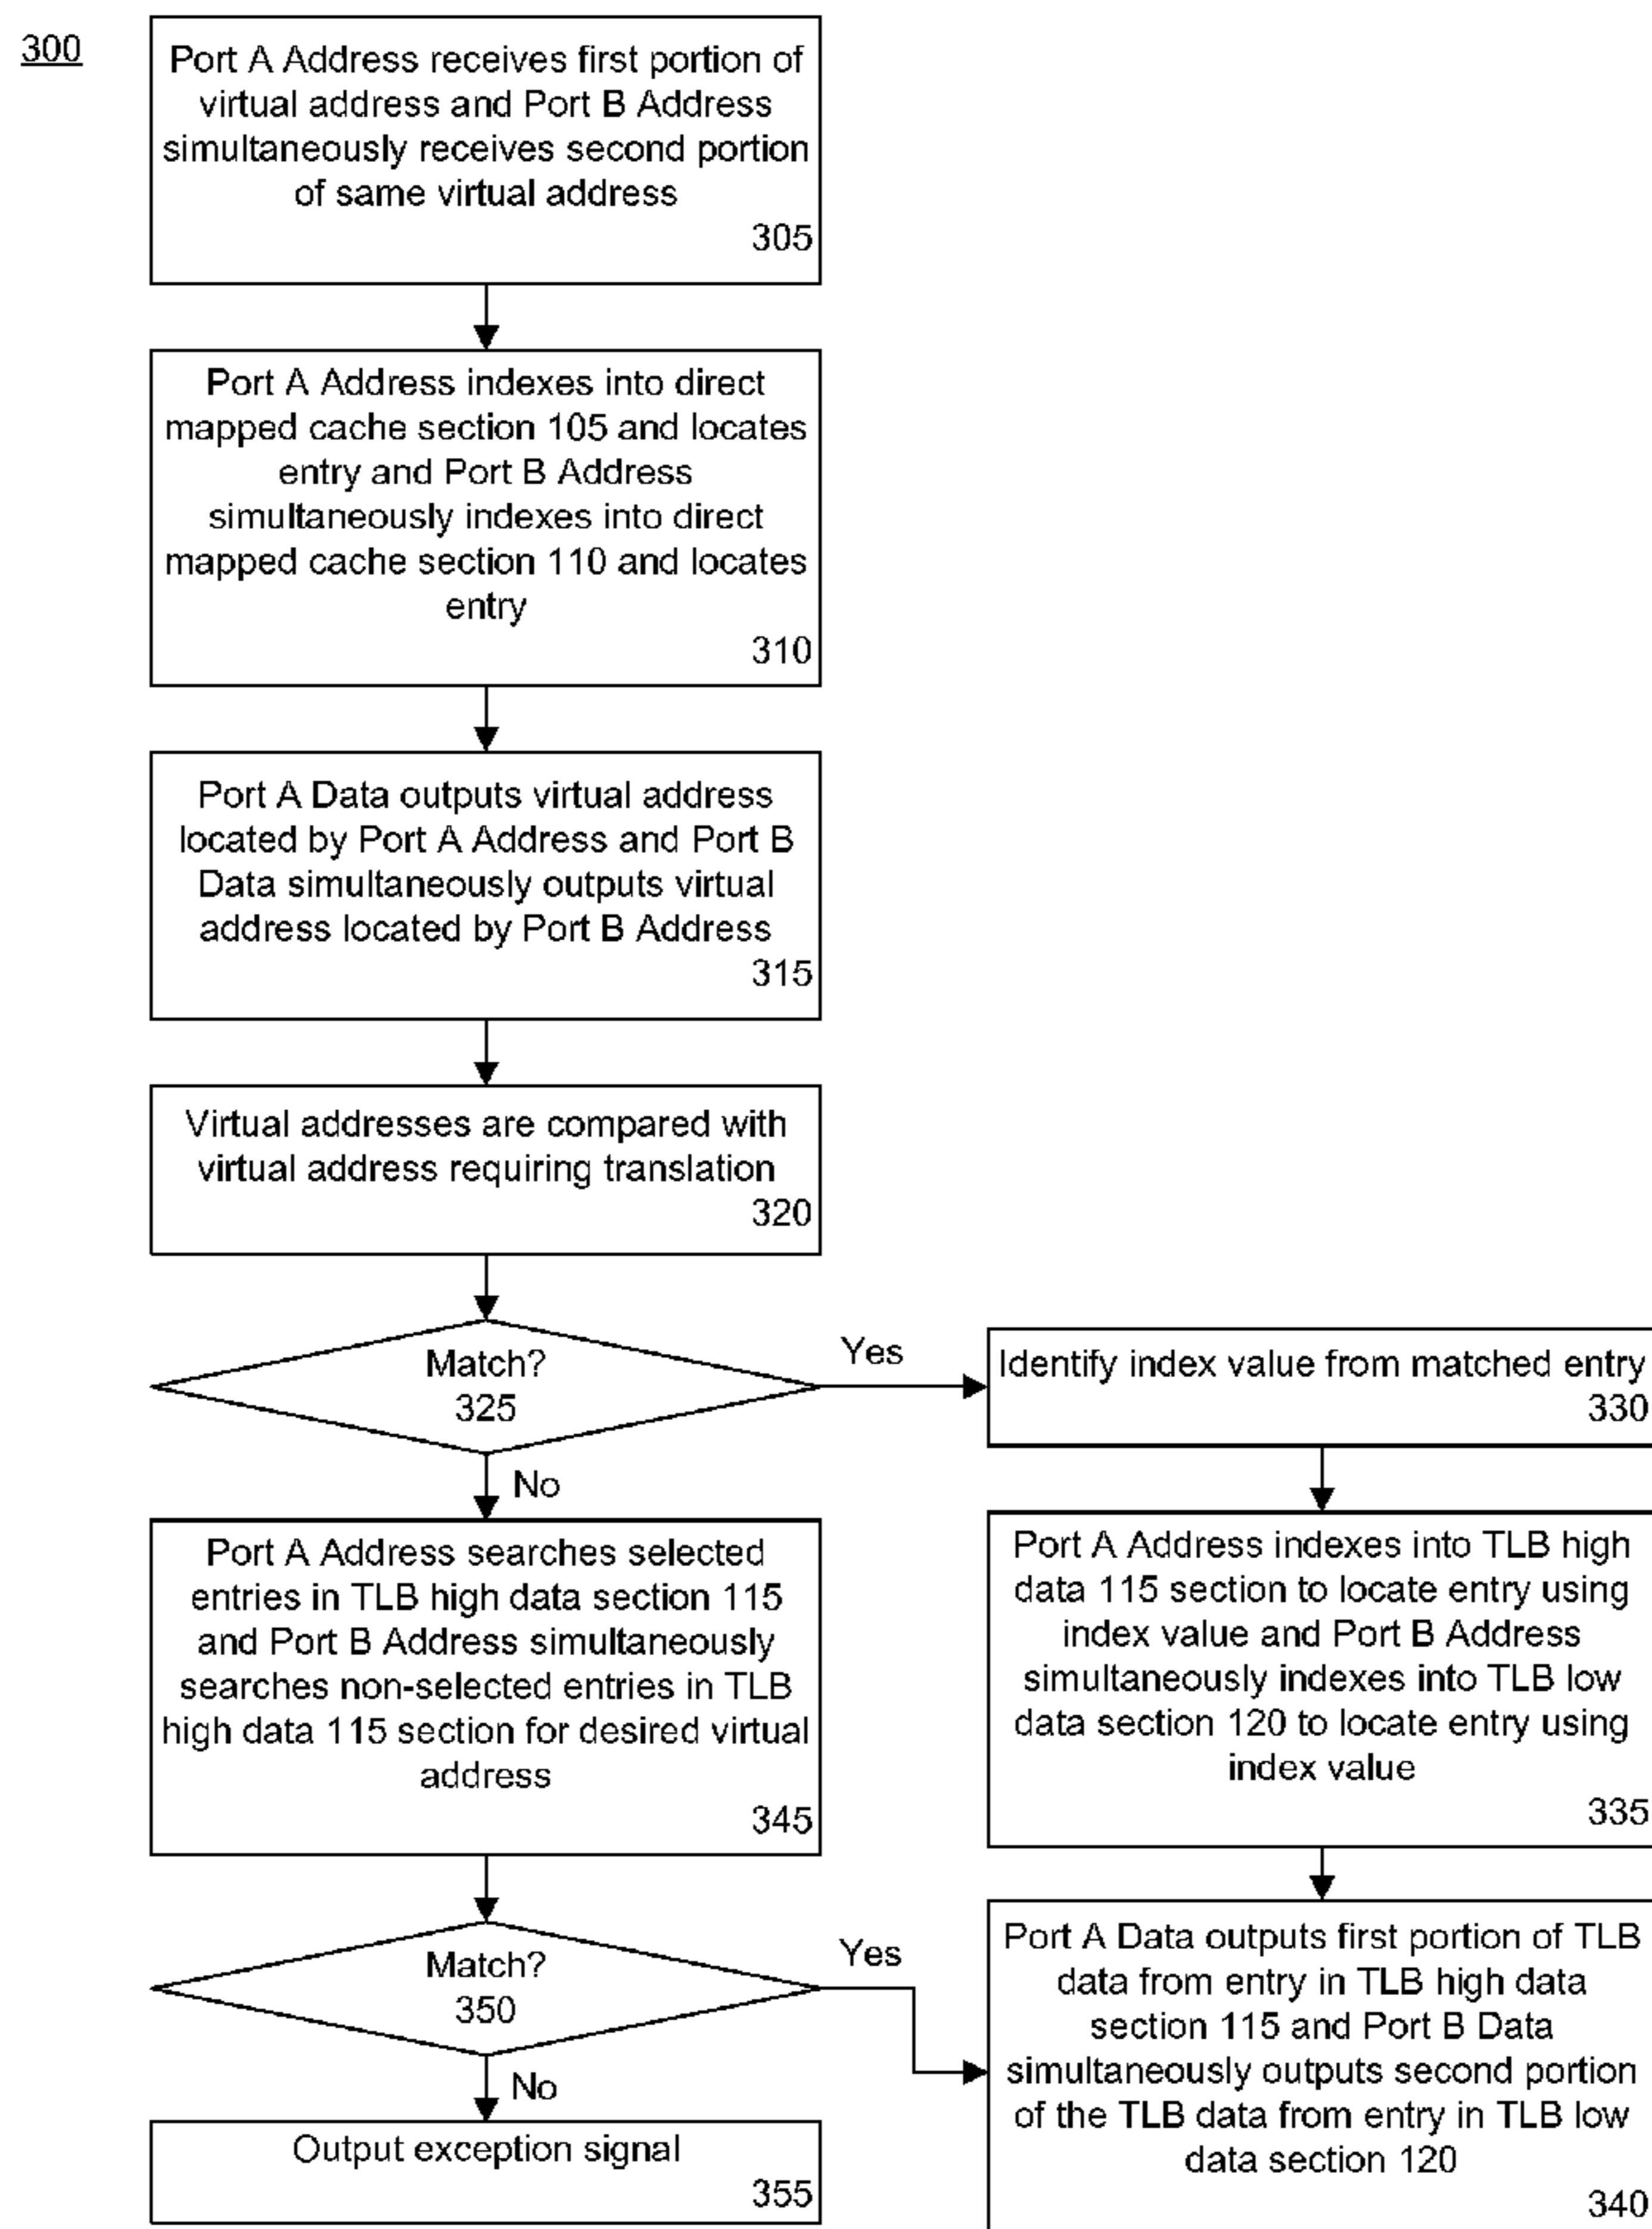 300
Port A Address receives first portion of
virtual address and Port B Address
simultaneously receives second portion
of same virtual address
305
Port A Address indexes into direct
mapped cache section 105 and locates
entry and Port B Address
simultaneously indexes into direct
mapped cache section 110 and locates
entry
310
Port A Data outputs virtual address
located by Port A Address and Port B
Data simultaneously outputs virtual
address located by Port B Address
315
Virtual addresses are compared with
virtual address requiring translation
320
Match?
325
Yes
No
Identify index value from matched entry
330
Port A Address indexes into TLB high
data 115 section to locate entry using
index value and Port B Address
simultaneously indexes into TLB low
data section 120 to locate entry using
index value
335
Port A Address searches selected
entries in TLB high data section 115
and Port B Address simultaneously
searches non-selected entries in TLB
high data 115 section for desired virtual
address
345
Match?
350
Yes
No
Port A Data outputs first portion of TLB
data from entry in TLB high data
section 115 and Port B Data
simultaneously outputs second portion
of the TLB data from entry in TLB low
data section 120
340
Output exception signal
355